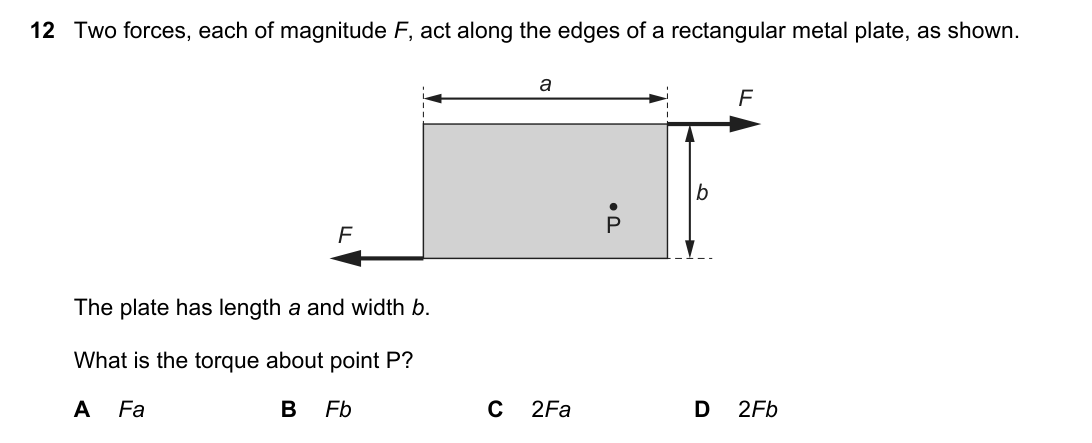 12 Two forces, each of magnitude F, act along the edges of a rectangular metal plate, as shown.
a
F
b
P
F
The plate has length a and width b.
What is the torque about point P?
A Fa B Fb C 2Fa D 2Fb